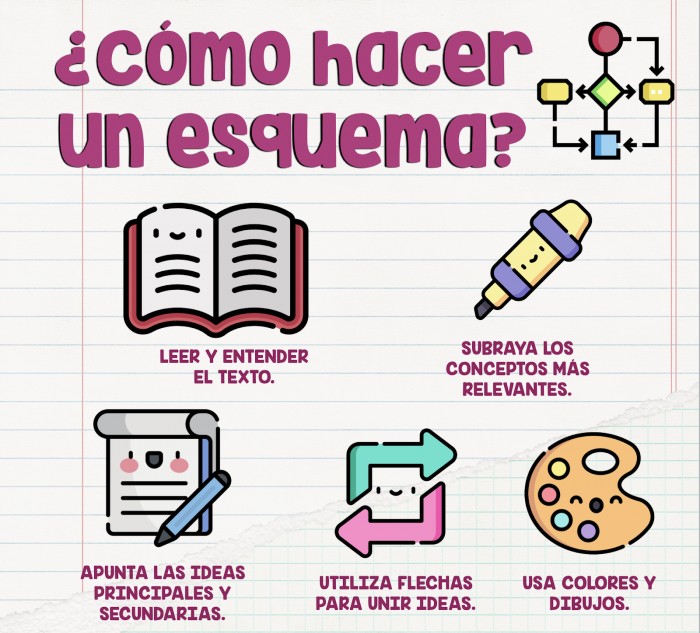 ¿cómo hacer
un esquema?
LEER Y ENTENDER
EL TEXTO.
SUBRAYA LOS
CONCEPTOS MÁS
RELEVANTES.
APUNTA LAS IDEAS
PRINCIPALES Y
SECUNDARIAS.
UTILIZA FLECHAS
PARA UNIR IDEAS.
USA COLORES Y
DIBUJOS.